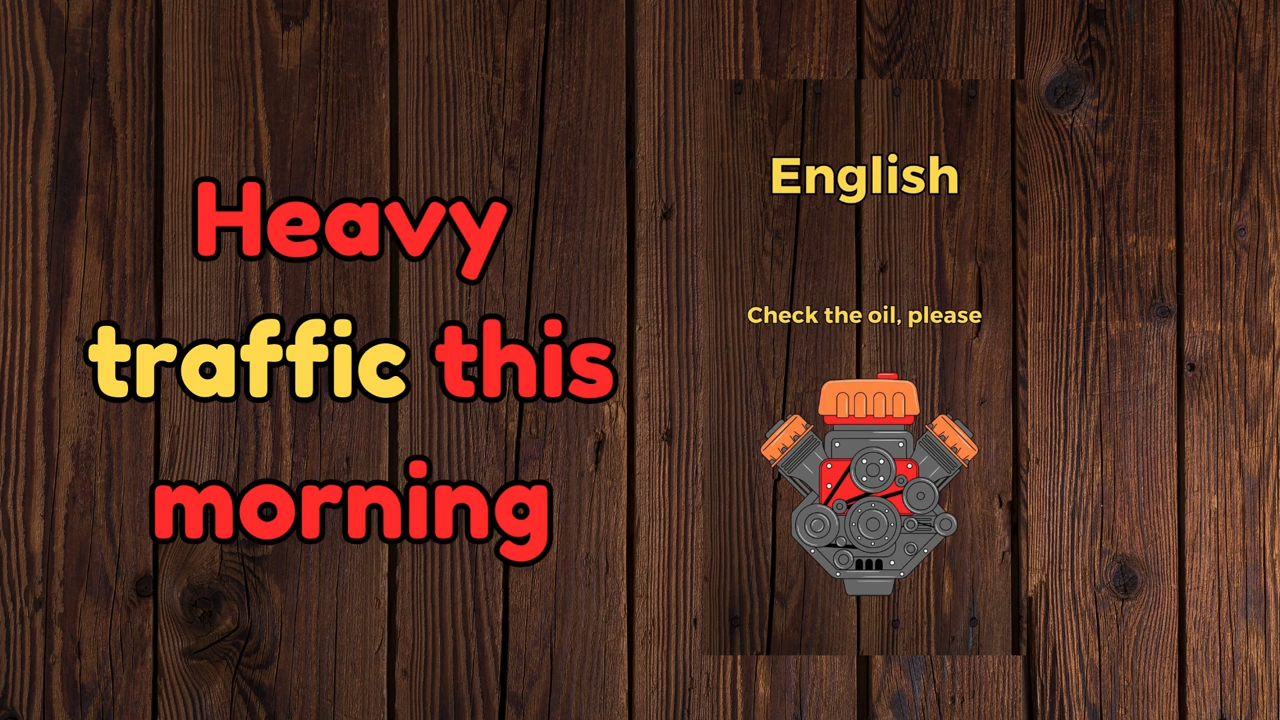 Heavy
traffic this
morning
English
Check the oil, please